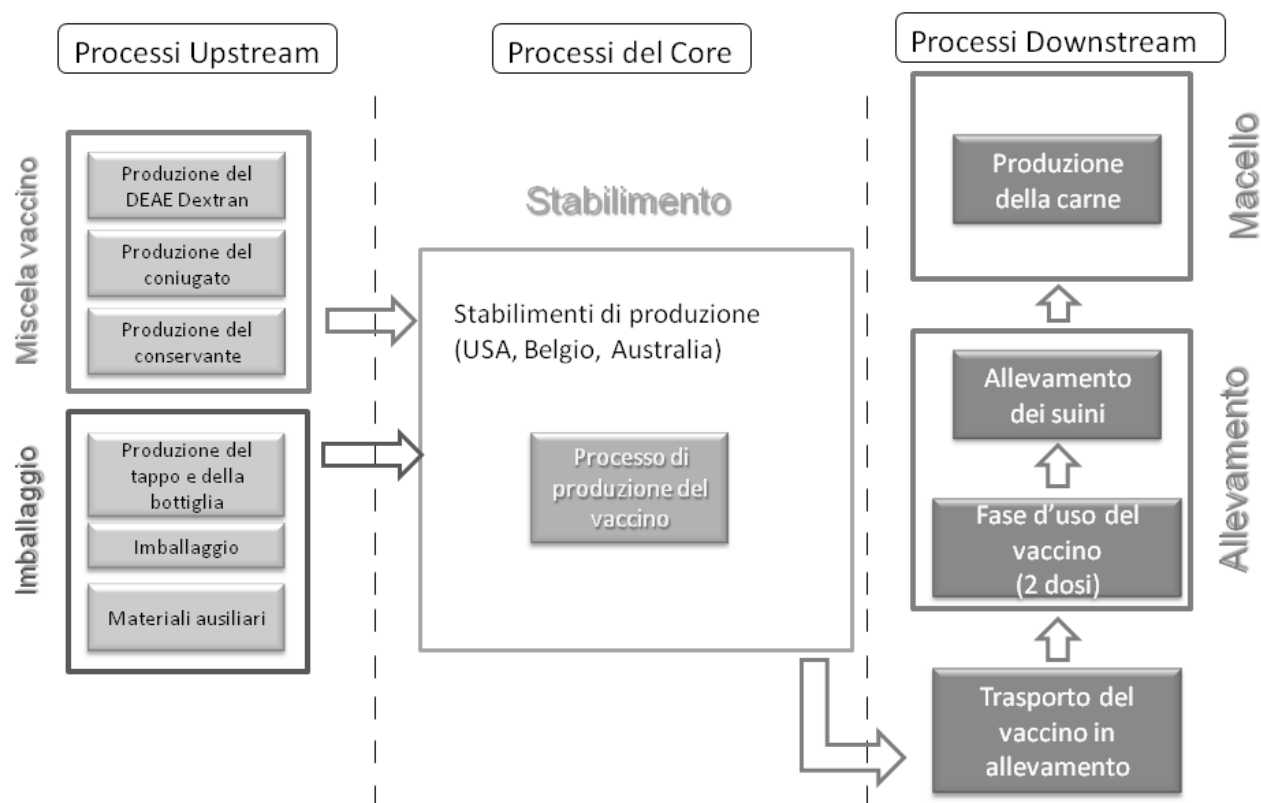 Processi Upstream
Processi del Core
Processi Downstream
Miscela vaccino
Produzione del
DEAE Dextran
Produzione del
coniugato
Produzione del
conservante
Imballaggio
Produzione del
tappo e della
bottiglia
Imballaggio
Materiali ausiliari
Stabilimento
Stabilimenti di produzione
(USA, Belgio, Australia)
Processo di
produzione del
vaccino
Macello
Produzione
della carne
Allevamento
Allevamento
dei suini
Fase d’uso del
vaccino
(2 dosi)
Trasporto del
vaccino in
allevamento